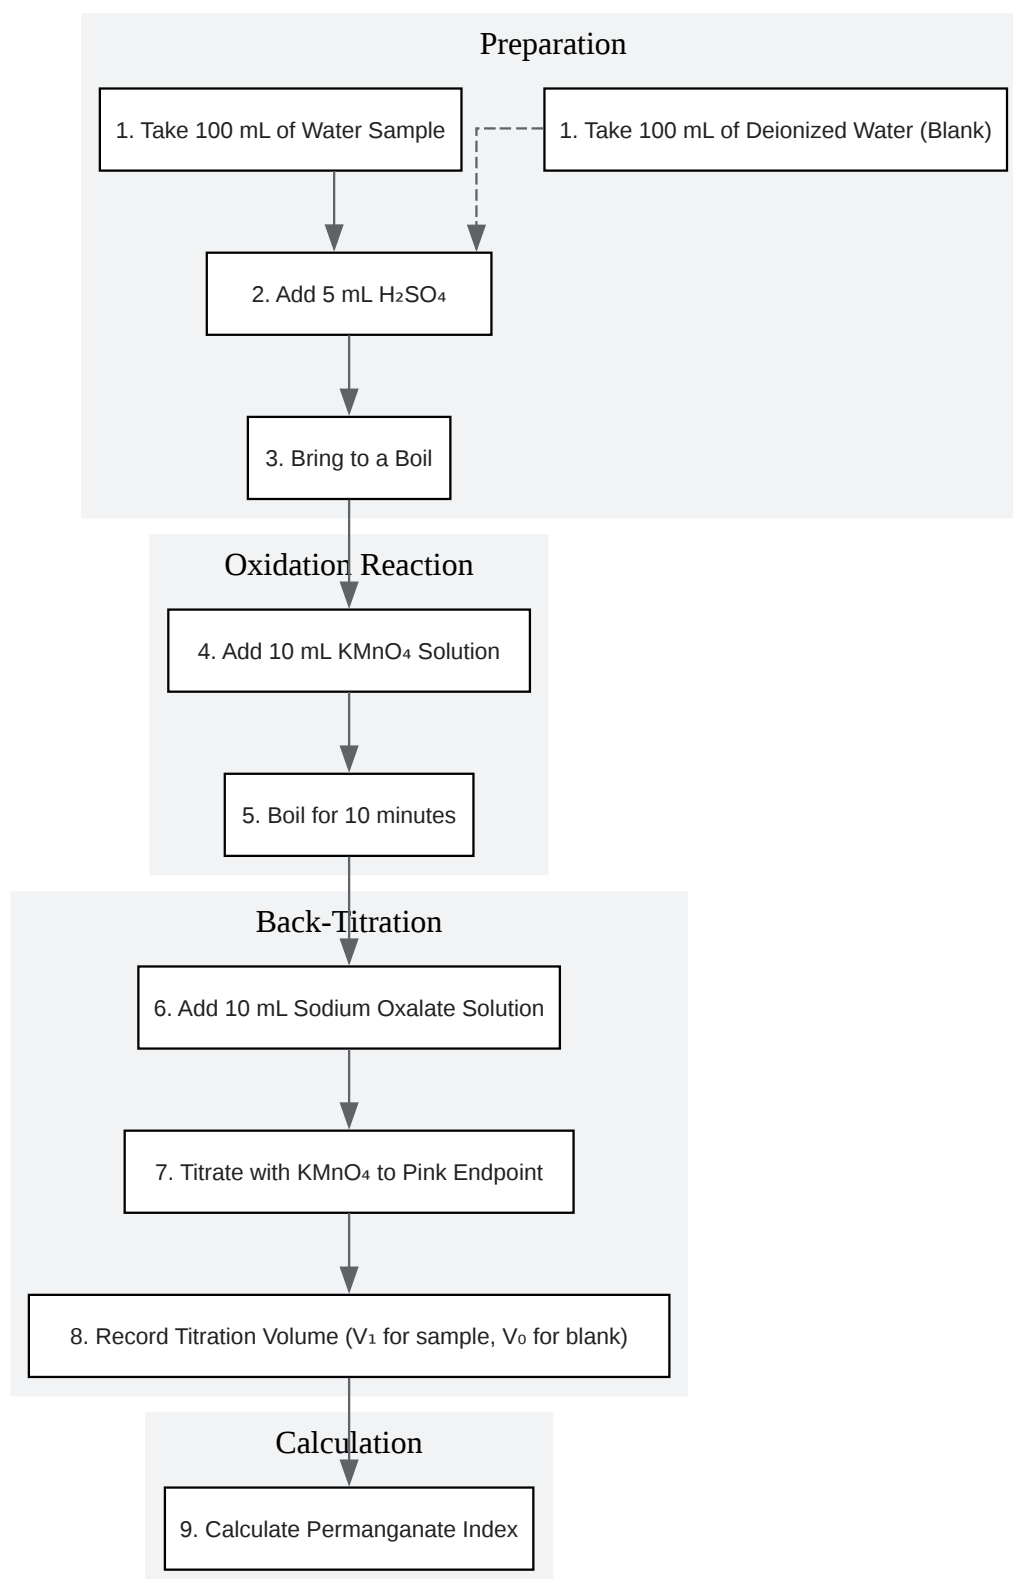 Preparation
1. Take 100 mL of Water Sample
1. Take 100 mL of Deionized Water (Blank)
2. Add 5 mL H₂SO₄
3. Bring to a Boil
Oxidation Reaction
4. Add 10 mL KMnO₄ Solution
5. Boil for 10 minutes
Back-Titration
6. Add 10 mL Sodium Oxalate Solution
7. Titrate with KMnO₄ to Pink Endpoint
8. Record Titration Volume (V₁ for sample, V₀ for blank)
Calculation
9. Calculate Permanganate Index